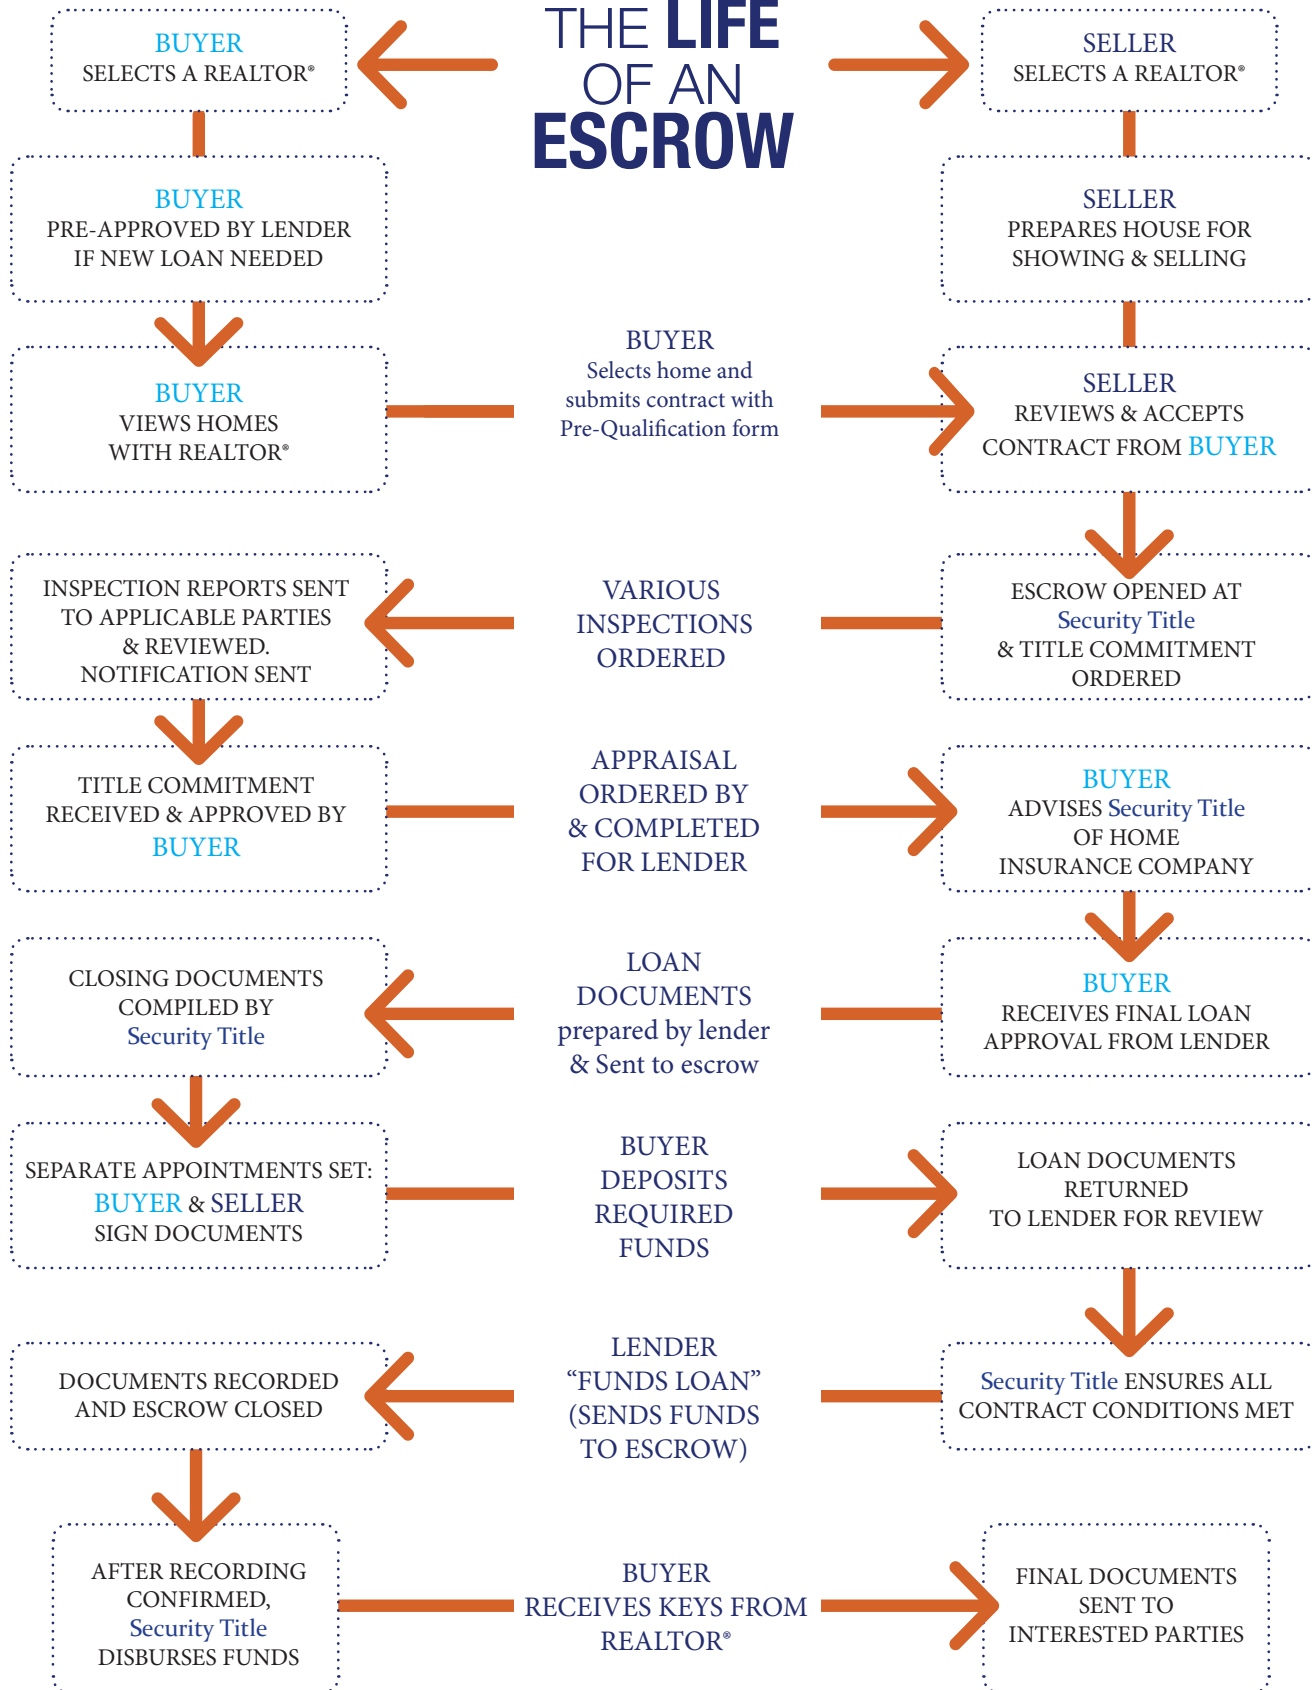 THE LIFE
OF AN
ESCROW
BUYER
SELECTS A REALTOR®
SELLER
SELECTS A REALTOR®
BUYER
PRE-APPROVED BY LENDER
IF NEW LOAN NEEDED
SELLER
PREPARES HOUSE FOR
SHOWING & SELLING
BUYER
VIEWS HOMES
WITH REALTOR®
BUYER
Selects home and
submits contract with
Pre-Qualification form
SELLER
REVIEWS & ACCEPTS
CONTRACT FROM BUYER
ESCROW OPENED AT
Security Title
& TITLE COMMITMENT
ORDERED
VARIOUS
INSPECTIONS
ORDERED
INSPECTION REPORTS SENT
TO APPLICABLE PARTIES
& REVIEWED.
NOTIFICATION SENT
TITLE COMMITMENT
RECEIVED & APPROVED BY
BUYER
APPRAISAL
ORDERED BY
& COMPLETED
FOR LENDER
BUYER
ADVISES Security Title
OF HOME
INSURANCE COMPANY
BUYER
RECEIVES FINAL LOAN
APPROVAL FROM LENDER
LOAN
DOCUMENTS
prepared by lender
& Sent to escrow
CLOSING DOCUMENTS
COMPILED BY
Security Title
SEPARATE APPOINTMENTS SET:
BUYER & SELLER
SIGN DOCUMENTS
BUYER
DEPOSITS
REQUIRED
FUNDS
LOAN DOCUMENTS
RETURNED
TO LENDER FOR REVIEW
Security Title ENSURES ALL
CONTRACT CONDITIONS MET
LENDER
“FUNDS LOAN”
(SENDS FUNDS
TO ESCROW)
DOCUMENTS RECORDED
AND ESCROW CLOSED
AFTER RECORDING
CONFIRMED,
Security Title
DISBURSES FUNDS
BUYER
RECEIVES KEYS FROM
REALTOR®
FINAL DOCUMENTS
SENT TO
INTERESTED PARTIES